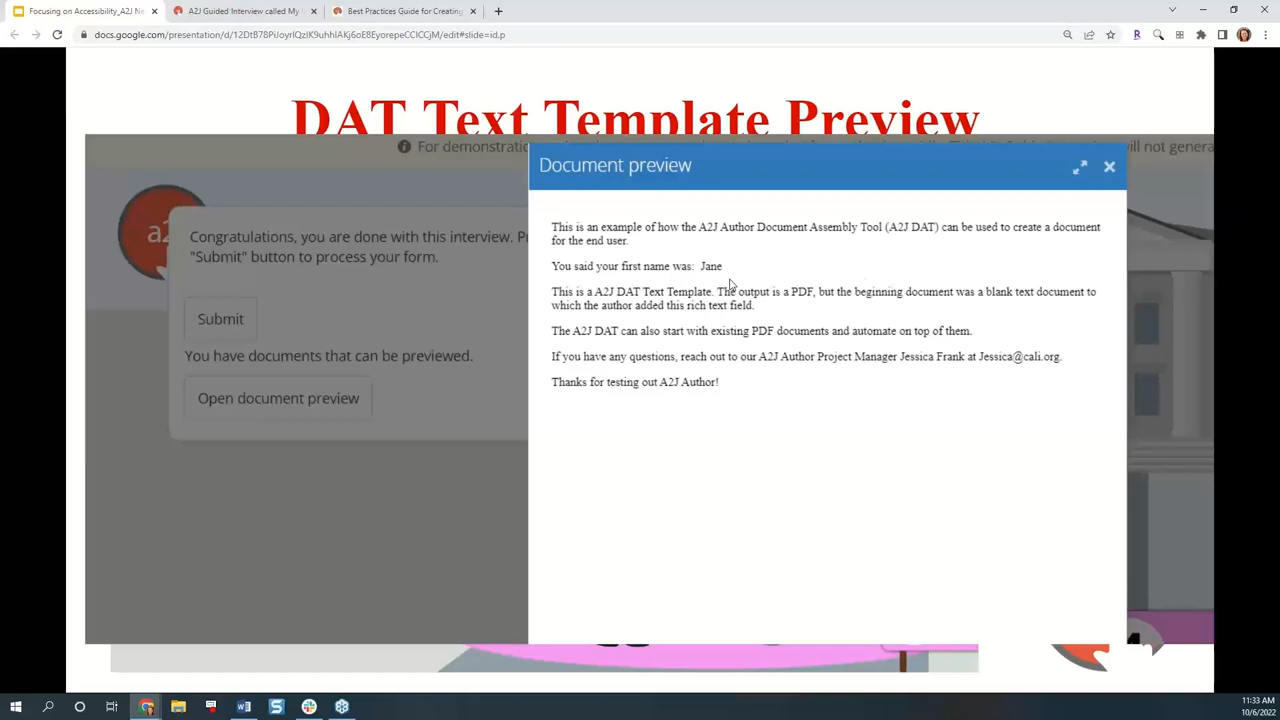 Focusing on Accessibility_A2J Ne
A2J Guided Interview called My
Best Practices Guide for Creating
docs.google.com/presentation/d/
edit#slide=id.p
DAT Text Template Preview
For demonstration
will not genera
Document preview
a2
Congratulations, you are done with this interview. Pr
"Submit" button to process your form.
Submit
You have documents that can be previewed.
Open document preview
This is an example of how the A2J Author Document Assembly Tool (A2J DAT) can be used to create a document
for the end user.
You said your first name was: Jane
This is a A2J DAT Text Template. The output is a PDF, but the beginning document was a blank text document to
which the author added this rich text field.
The A2J DAT can also start with existing PDF documents and automate on top of them.
If you have any questions, reach out to our A2J Author Project Manager Jessica Frank at Jessica@cali.org.
Thanks for testing out A2J Author!
11:33 AM
10/6/2022